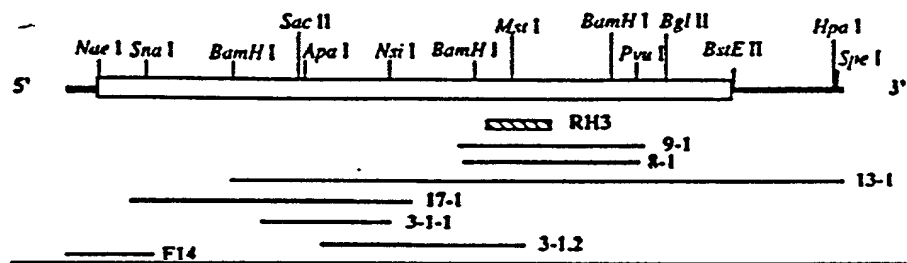 Sac II Mst I BamH I Bgl II Hpa I
Nae I Sna I BamH I Apa I Nsi I BamH I Pvu I BstE II Spe I
5' 3'
RH3
9-1
8-1
13-1
17-1
3-1-1
3-1.2
F14